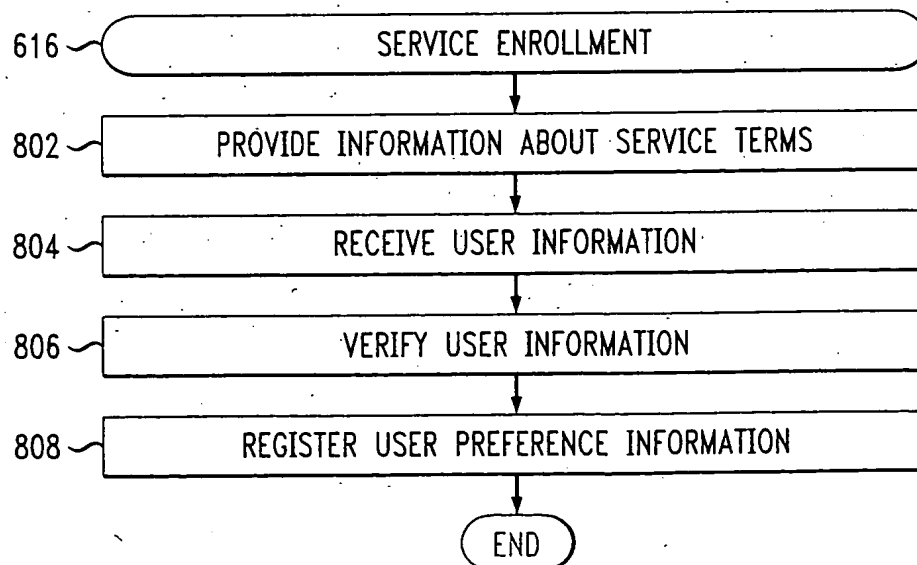 616 SERVICE ENROLLMENT
802 PROVIDE INFORMATION ABOUT SERVICE TERMS
804 RECEIVE USER INFORMATION
806 VERIFY USER INFORMATION
808 REGISTER USER PREFERENCE INFORMATION
END